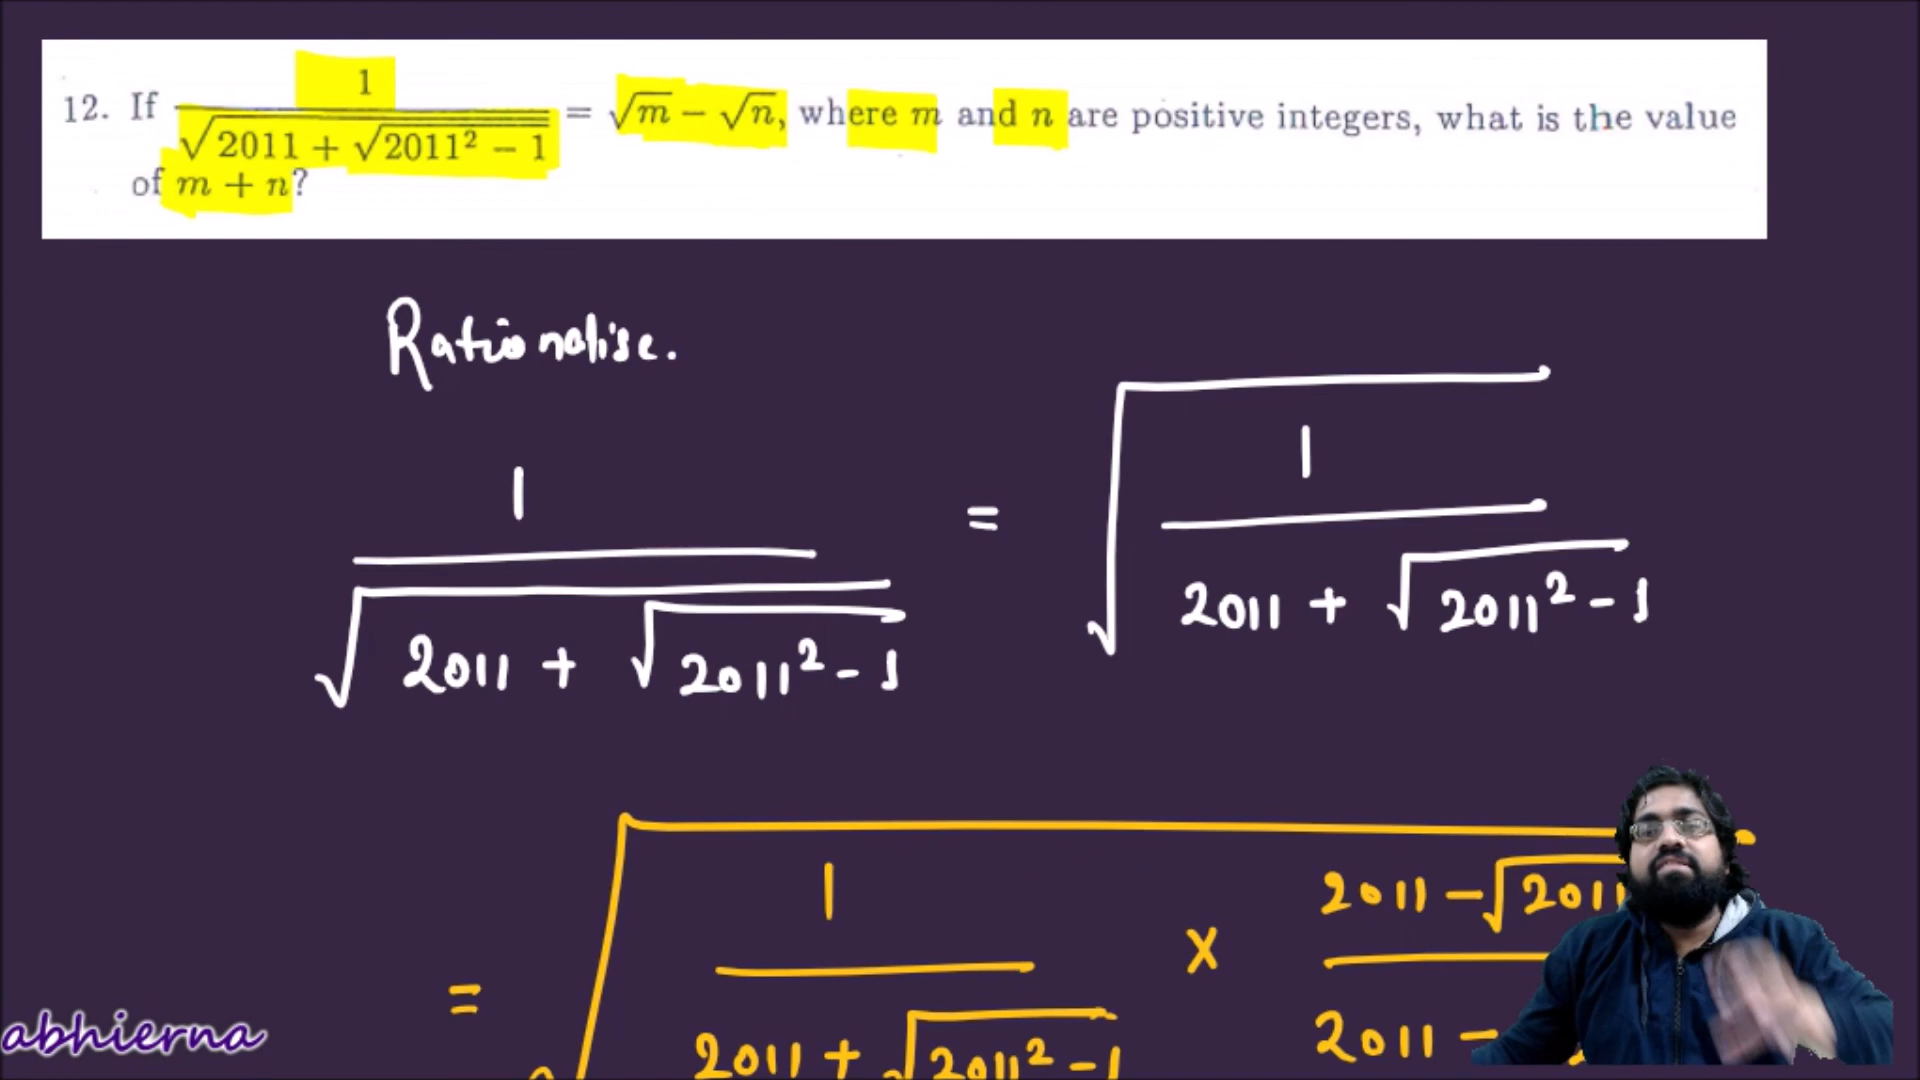 12. If 1/√(2011 + √(2011² − 1)) = √m − √n, where m and n are positive integers, what is the value
of m + n?
Rationalise.
1/√(2011 + √(2011² - 1)) = √(1/(2011 + √(2011² - 1)))
= √(1/(2011 + √(2011² - 1)) × (2011 - √2011)/(2011 -
abhierna